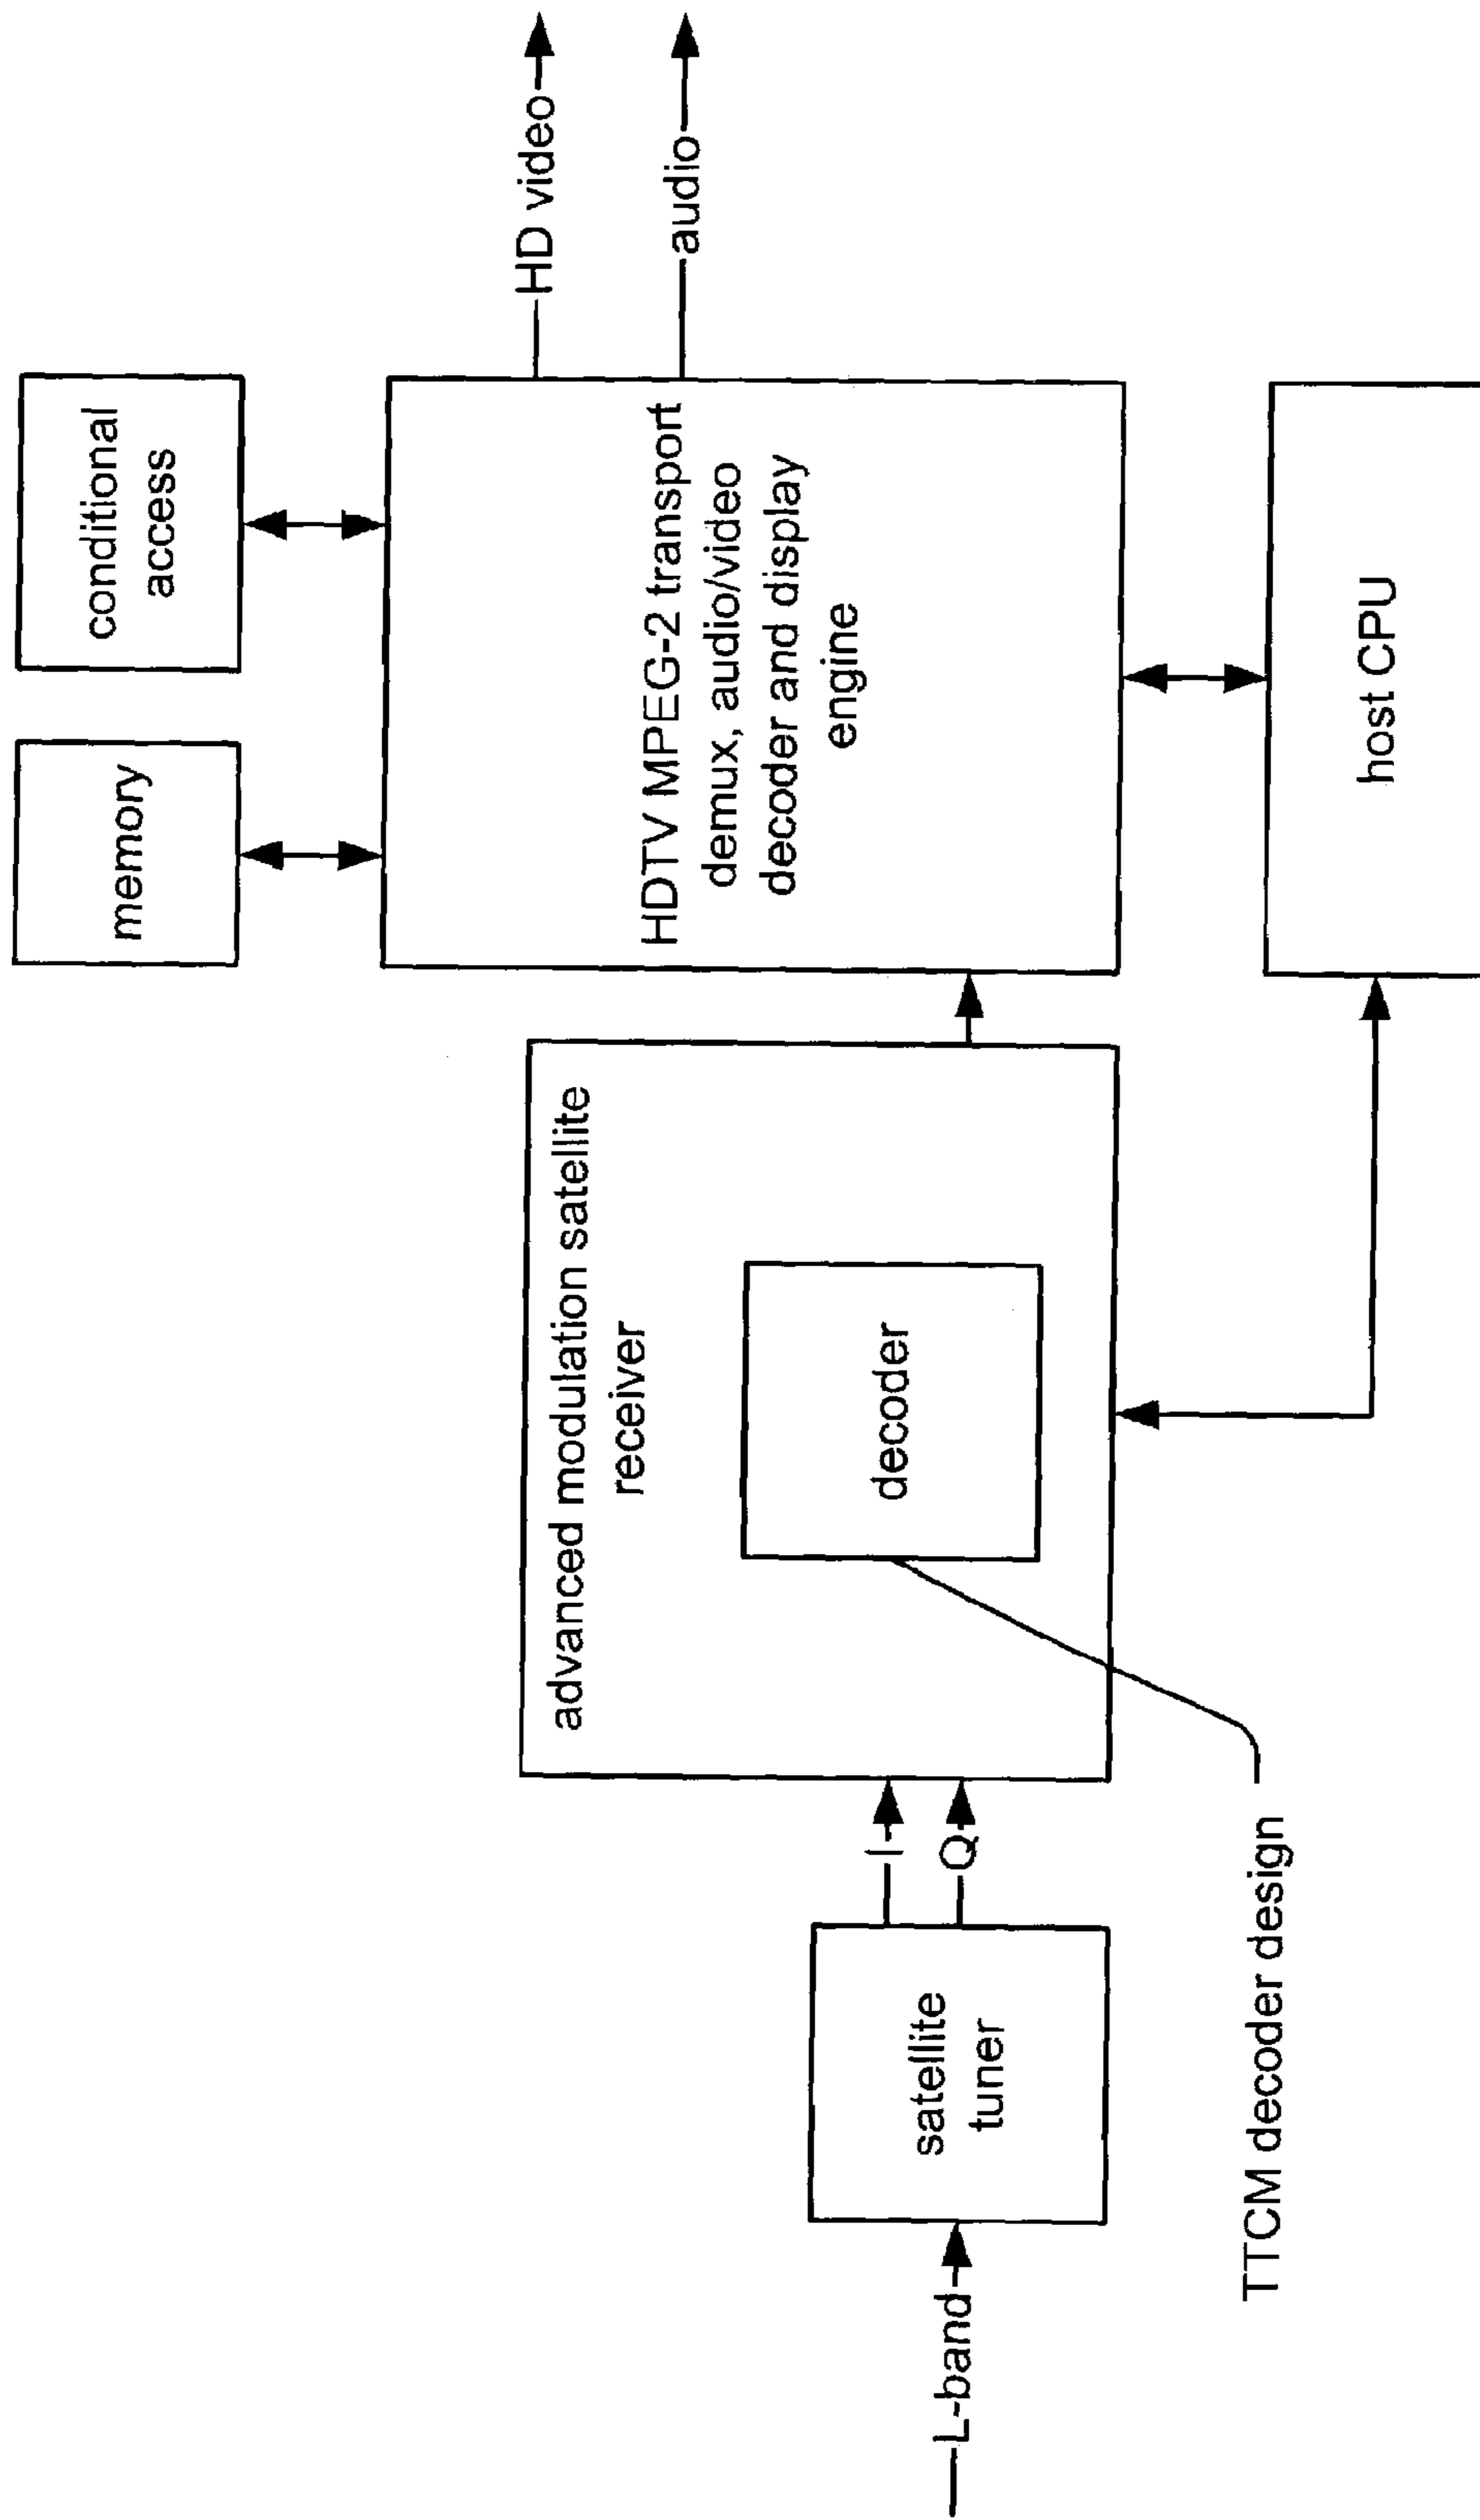 conditional
access
memory
HD video
audio
HDTV MPEG-2 transport
demux, audio/video
decoder and display
engine
advanced modulation satellite
receiver
decoder
host CPU
I
Q
satellite
tuner
L-band
TTCM decoder design